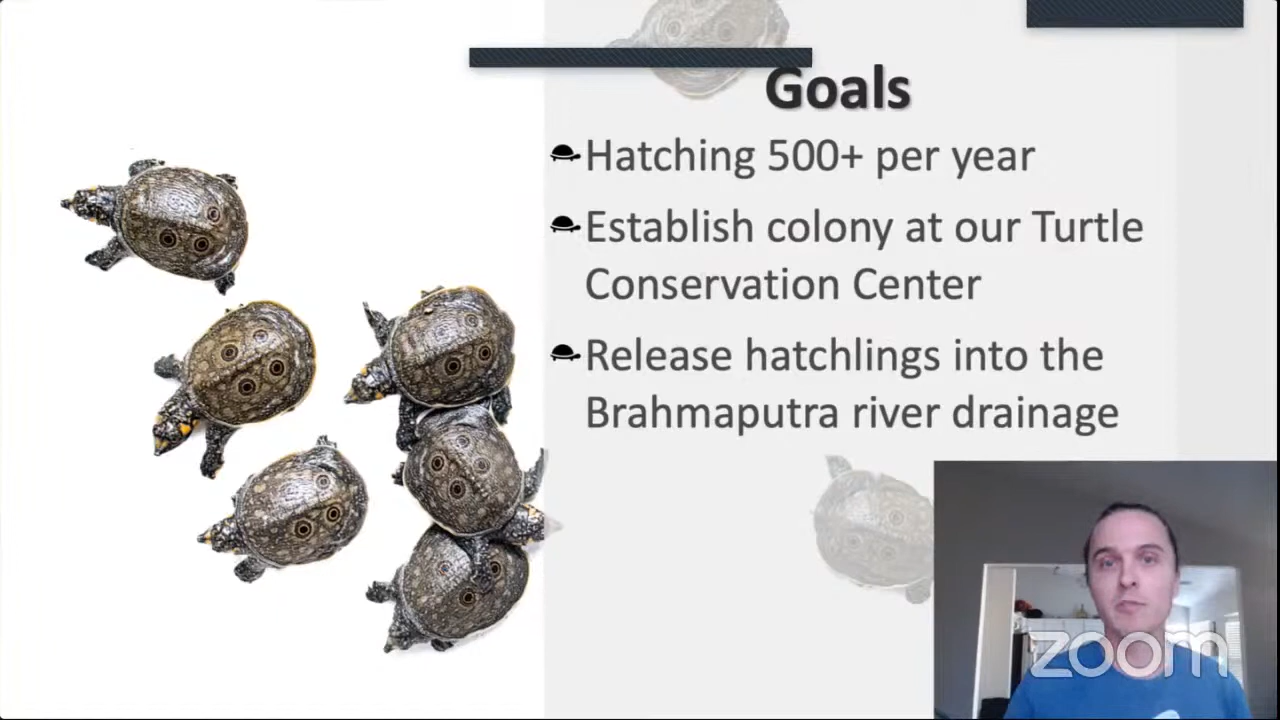 Goals
Hatching 500+ per year
Establish colony at our Turtle
Conservation Center
Release hatchlings into the
Brahmaputra river drainage
zoom